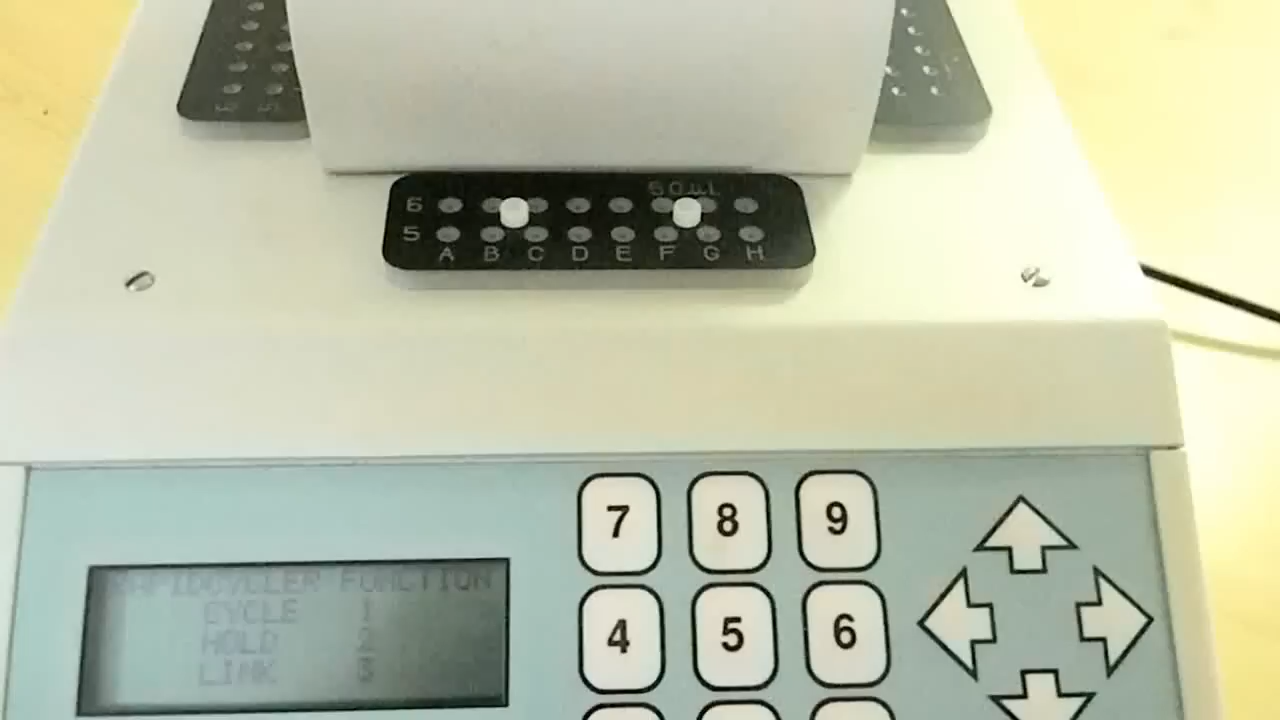 50µL
6
5
A B C D E F G H
RAPIDCYCLER FUNCTION
CYCLE 1
HOLD 2
LINK 3
7 8 9
4 5 6